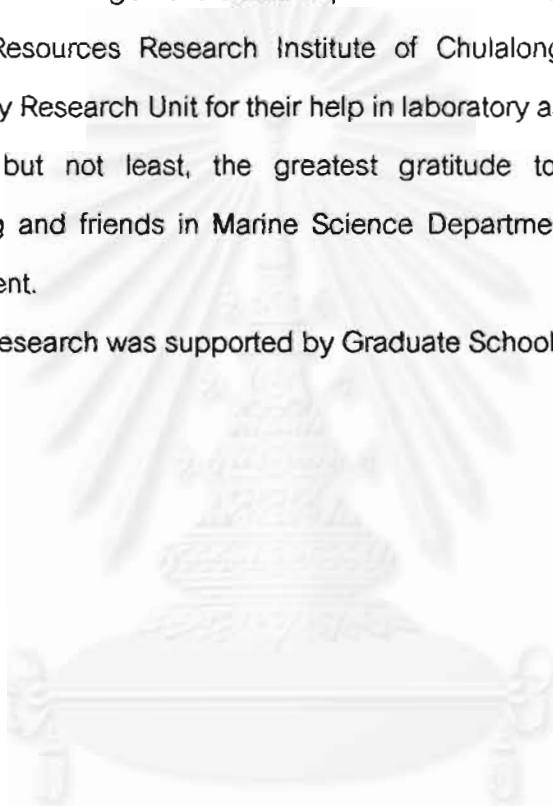 Resources Research Institute of Chulalong
y Research Unit for their help in laboratory a
but not least, the greatest gratitude to
g and friends in Marine Science Departme
ent.
esearch was supported by Graduate School